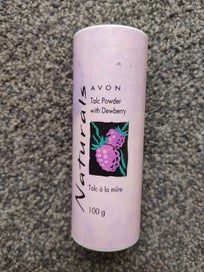 Naturals
AVON
Talc Powder
with Dewberry
Talc à la mûre
100 g